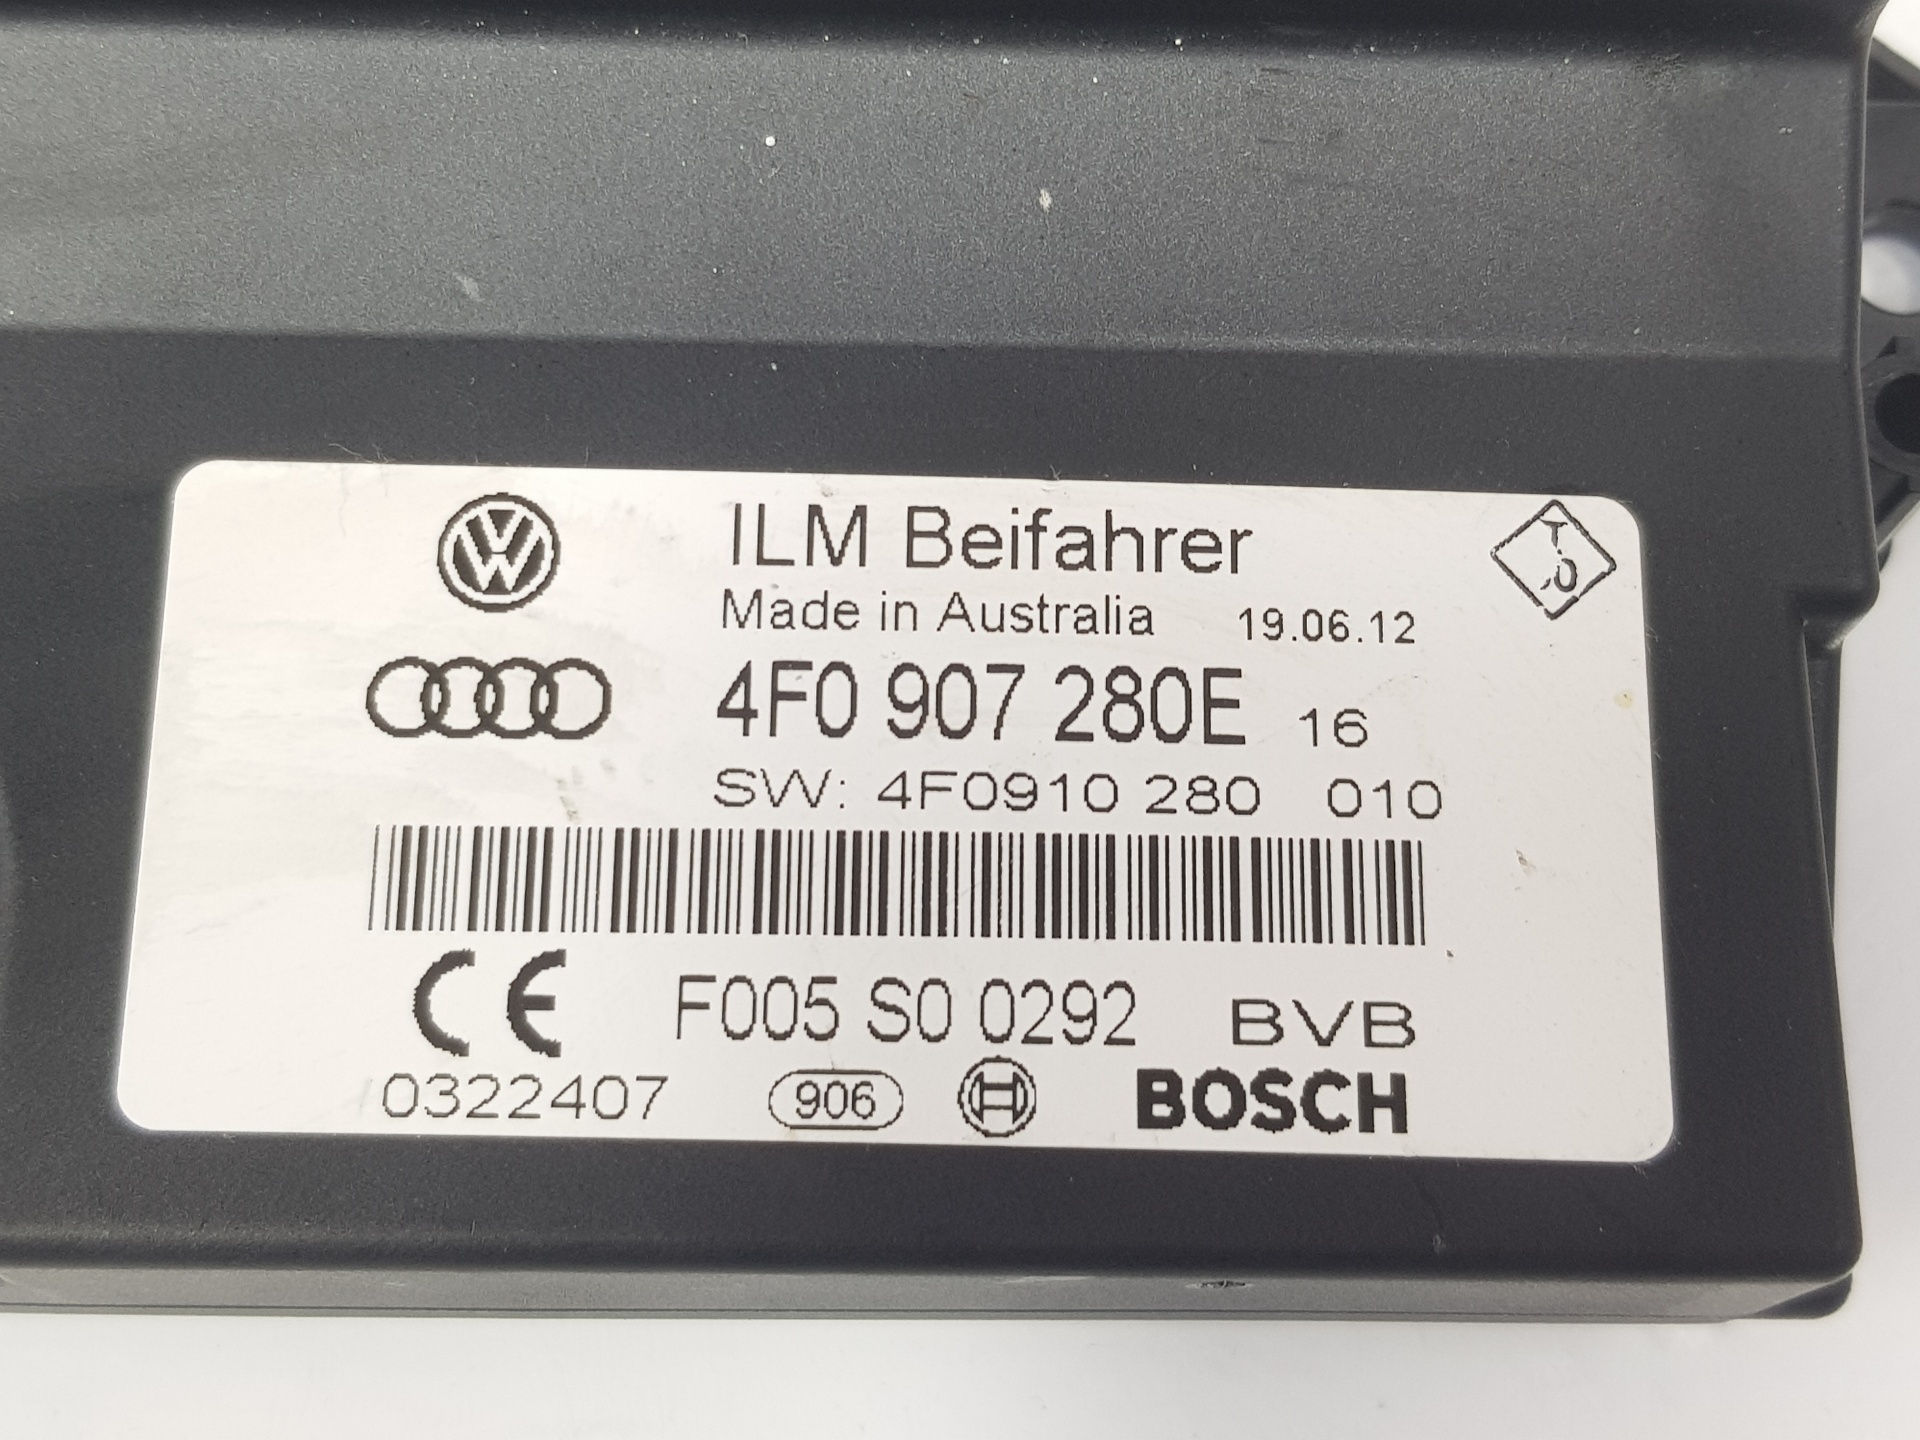 ILM Beifahrer
Made in Australia 19.06.12
4F0 907 280E 16
SW: 4F0910 280 010
CE F005 S0 0292 BVB
0322407 906 BOSCH